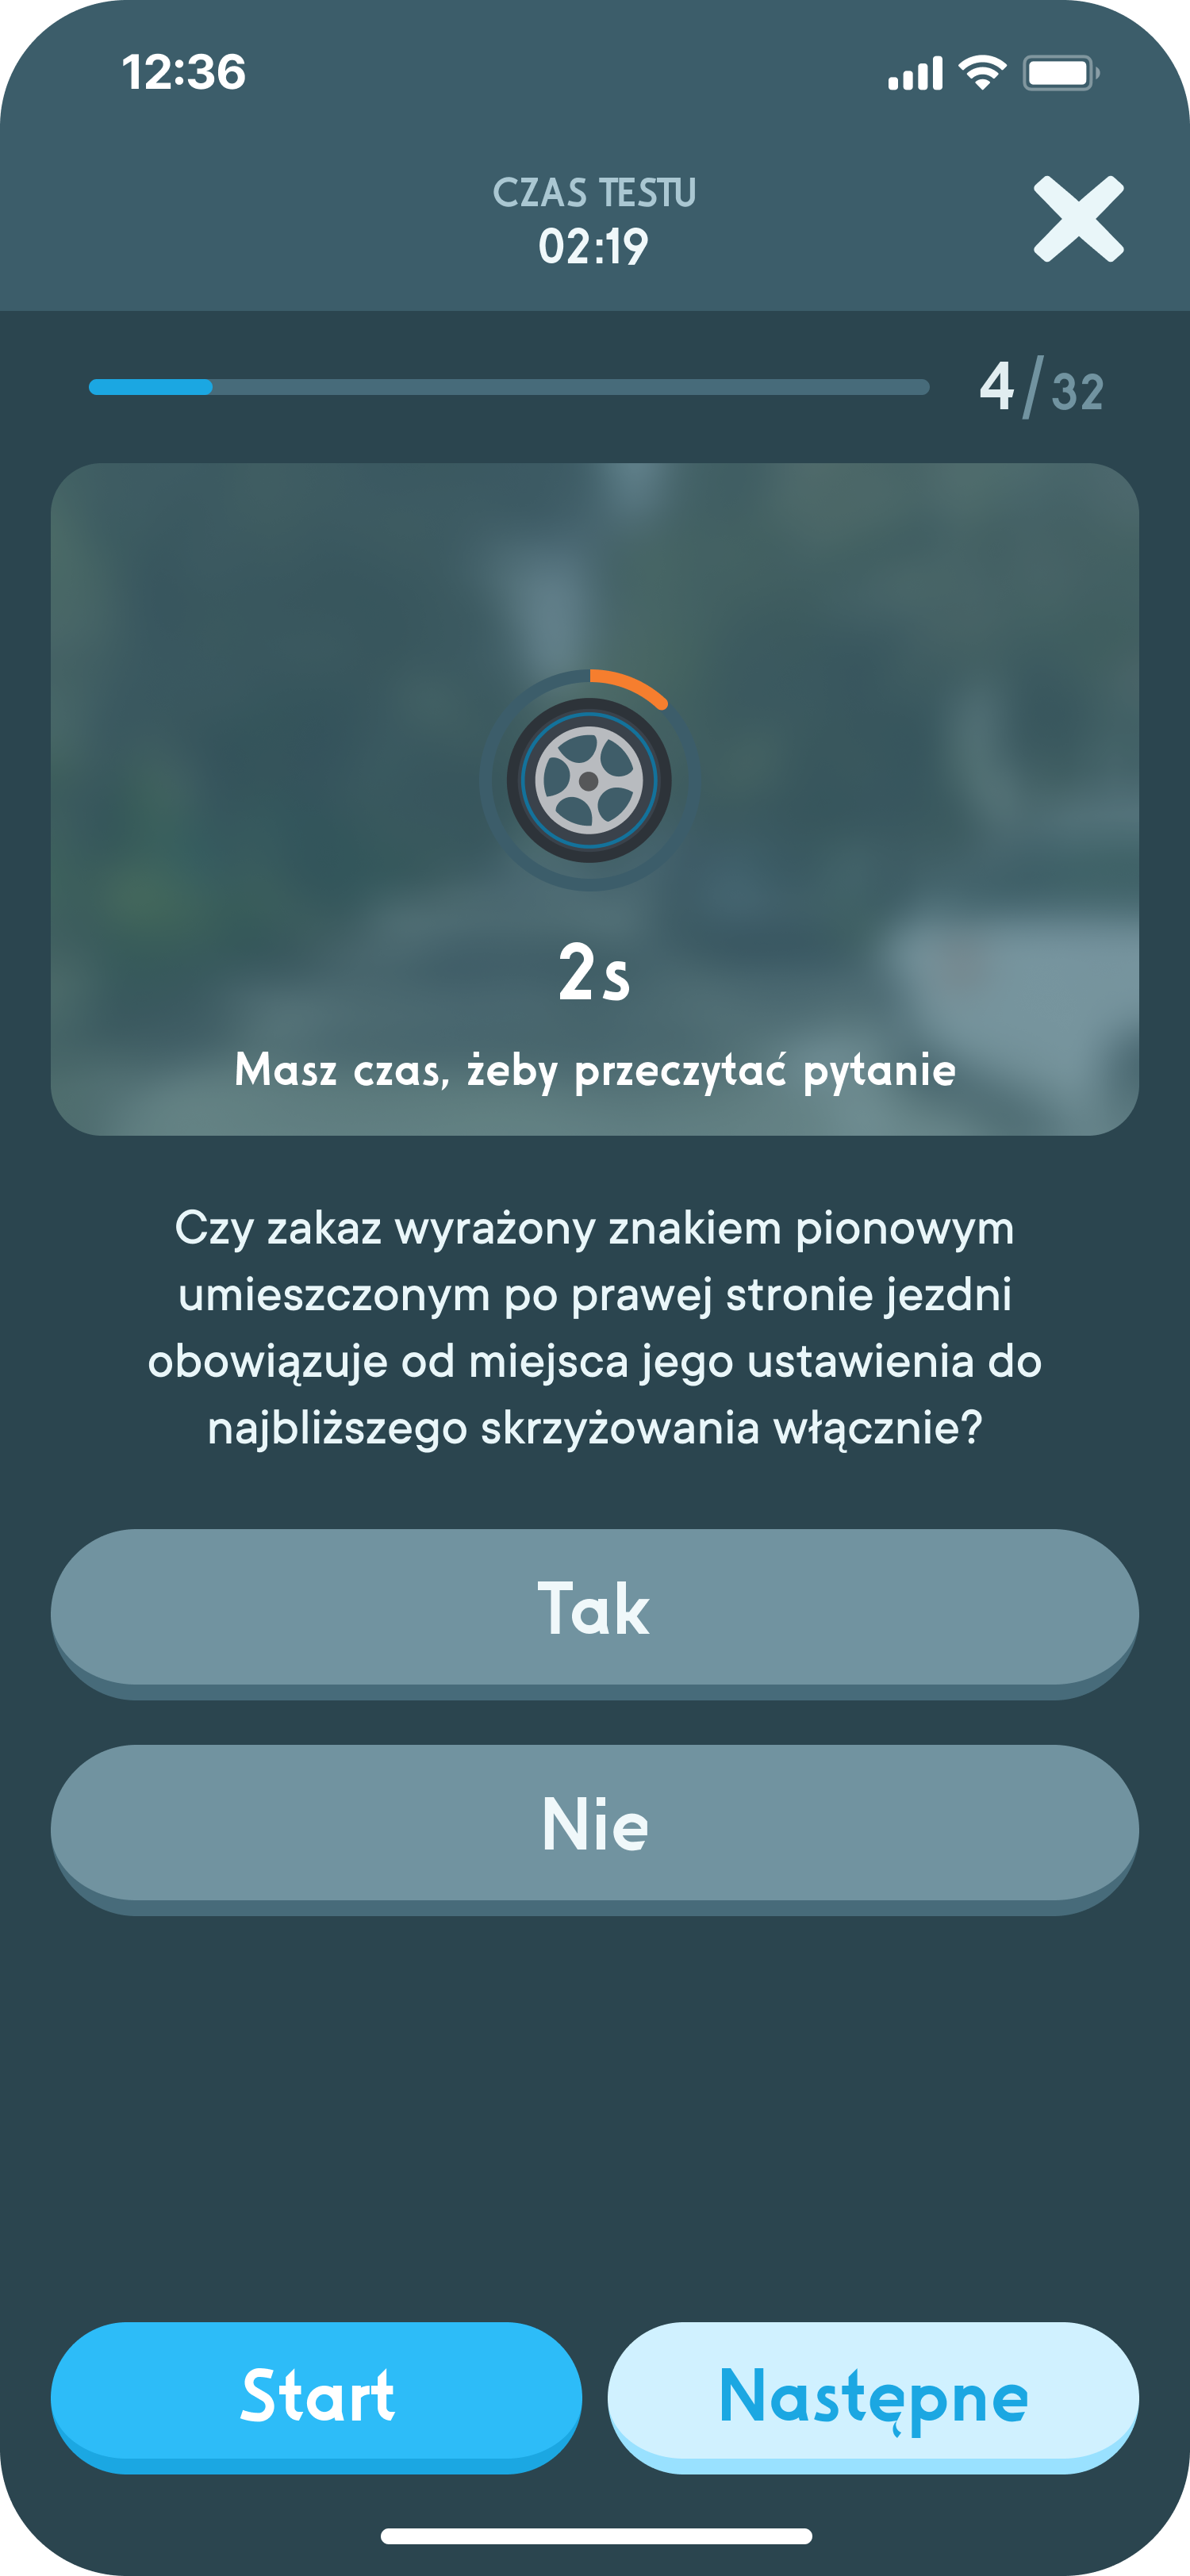 12:36
CZAS TESTU
02:19
4/32
2s
Masz czas, żeby przeczytać pytanie
Czy zakaz wyrażony znakiem pionowym
umieszczonym po prawej stronie jezdni
obowiązuje od miejsca jego ustawienia do
najbliższego skrzyżowania włącznie?
Tak
Nie
Start
Następne